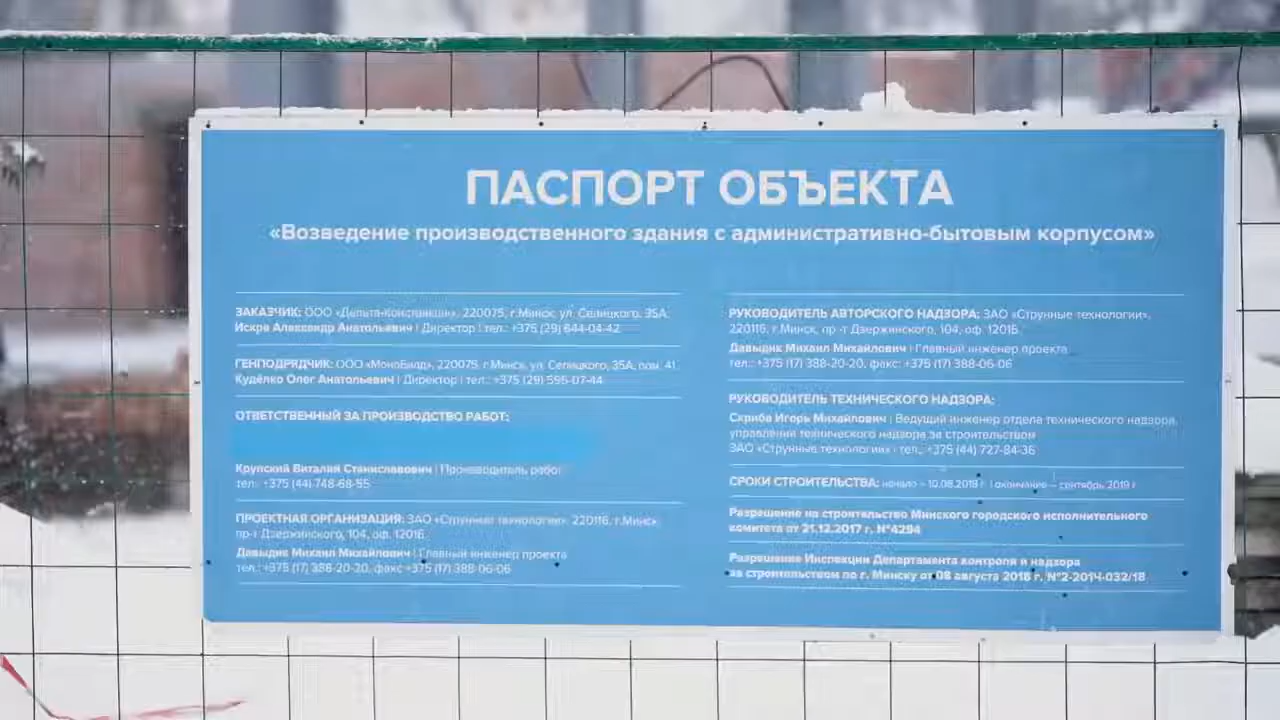 ПАСПОРТ ОБЪЕКТА
«Возведение производственного здания с административно-бытовым корпусом»
ЗАКАЗЧИК: ООО «Дельта-Констракшн», 220075, г.Минск, ул. Селицкого, 35А,
Искра Александр Анатольевич | Директор | тел.: +375 (29) 644-04-42
ГЕНПОДРЯДЧИК: ООО «МоноБилд», 220075, г.Минск, ул. Селицкого, 35А, пом. 41,
Куделко Олег Анатольевич | Директор | тел.: +375 (29) 595-07-44
ОТВЕТСТВЕННЫЙ ЗА ПРОИЗВОДСТВО РАБОТ:
Крупский Виталий Станиславович | Производитель работ
тел.: +375 (44) 748-68-55
ПРОЕКТНАЯ ОРГАНИЗАЦИЯ: ЗАО «Струнные технологии», 220116, г.Минск,
пр-т Дзержинского, 104, оф. 1201б,
Давыдик Михаил Михайлович | Главный инженер проекта
тел.: +375 (17) 388-20-20, факс +375 (17) 388-06-06
РУКОВОДИТЕЛЬ АВТОРСКОГО НАДЗОРА: ЗАО «Струнные технологии»,
220116, г.Минск, пр-т Дзержинского, 104, оф. 1201б,
Давыдик Михаил Михайлович | Главный инженер проекта
тел.: +375 (17) 388-20-20, факс: +375 (17) 388-06-06
РУКОВОДИТЕЛЬ ТЕХНИЧЕСКОГО НАДЗОРА:
Скриба Игорь Михайлович | Ведущий инженер отдела технического надзора,
управления технического надзора за строительством
ЗАО «Струнные технологии» | тел.: +375 (44) 727-84-36
СРОКИ СТРОИТЕЛЬСТВА: начало – 10.08.2018 г. | окончание – сентябрь 2019 г.
Разрешение на строительство Минского городского исполнительного
комитета от 21.12.2017 г. №4294
Разрешение Инспекции Департамента контроля и надзора
за строительством по г. Минску от 08 августа 2018 г. №2-201Ч-032/18